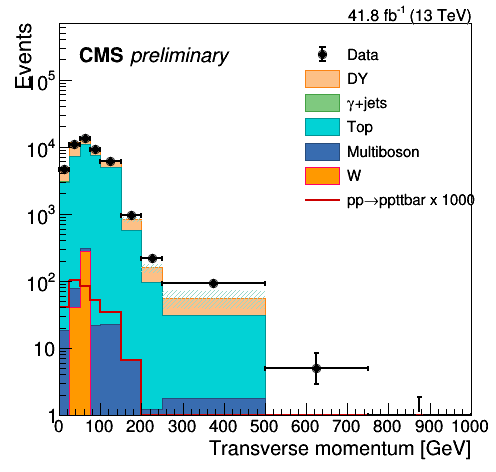 41.8 fb⁻¹ (13 TeV)
Events
CMS preliminary
Data
DY
γ+jets
Top
Multiboson
W
pp→ppttbar x 1000
10⁵
10⁴
10³
10²
10
1
0 100 200 300 400 500 600 700 800 900 1000
Transverse momentum [GeV]